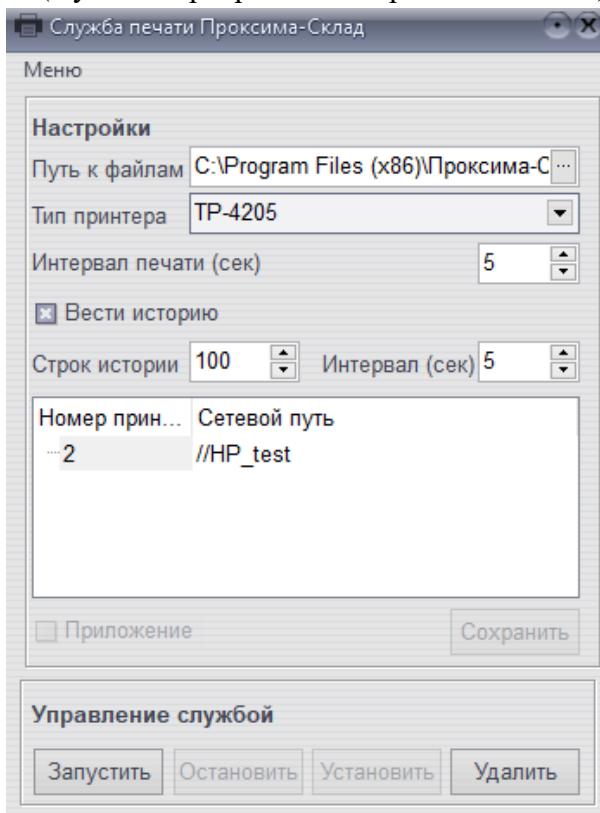 Служба печати Проксима-Склад
Меню
Настройки
Путь к файлам C:\Program Files (x86)\Проксима-С ...
Тип принтера TP-4205
Интервал печати (сек) 5
Вести историю
Строк истории 100 Интервал (сек) 5
Номер прин... Сетевой путь
2 //HP_test
Приложение Сохранить
Управление службой
Запустить Остановить Установить Удалить